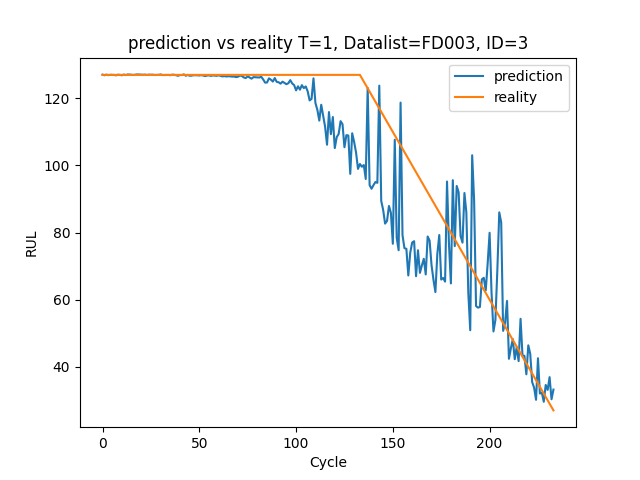 prediction vs reality T=1, Datalist=FD003, ID=3
prediction
reality
RUL
120
100
80
60
40
0 50 100 150 200
Cycle